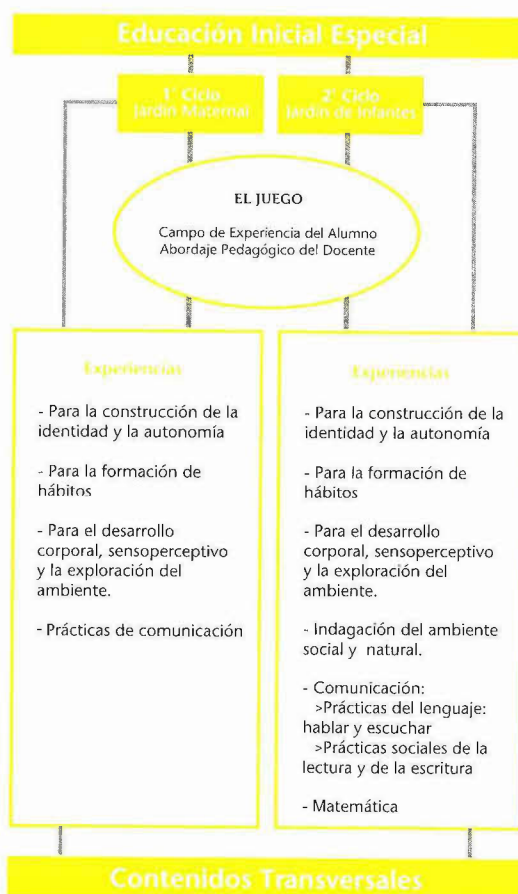 Educación Inicial Especial
1º Ciclo
Jardín Maternal
2º Ciclo
Jardín de Infantes
EL JUEGO
Campo de Experiencia del Alumno
Abordaje Pedagógico del Docente
Experiencias
- Para la construcción de la
identidad y la autonomía
- Para la formación de
hábitos
- Para el desarrollo
corporal, sensoperceptivo
y la exploración del
ambiente.
- Prácticas de comunicación
Experiencias
- Para la construcción de la
identidad y la autonomía
- Para la formación de
hábitos
- Para el desarrollo
corporal, sensoperceptivo
y la exploración del
ambiente.
- Indagación del ambiente
social y natural.
- Comunicación:
>Prácticas del lenguaje:
hablar y escuchar
>Prácticas sociales de la
lectura y de la escritura
- Matemática
Contenidos Transversales